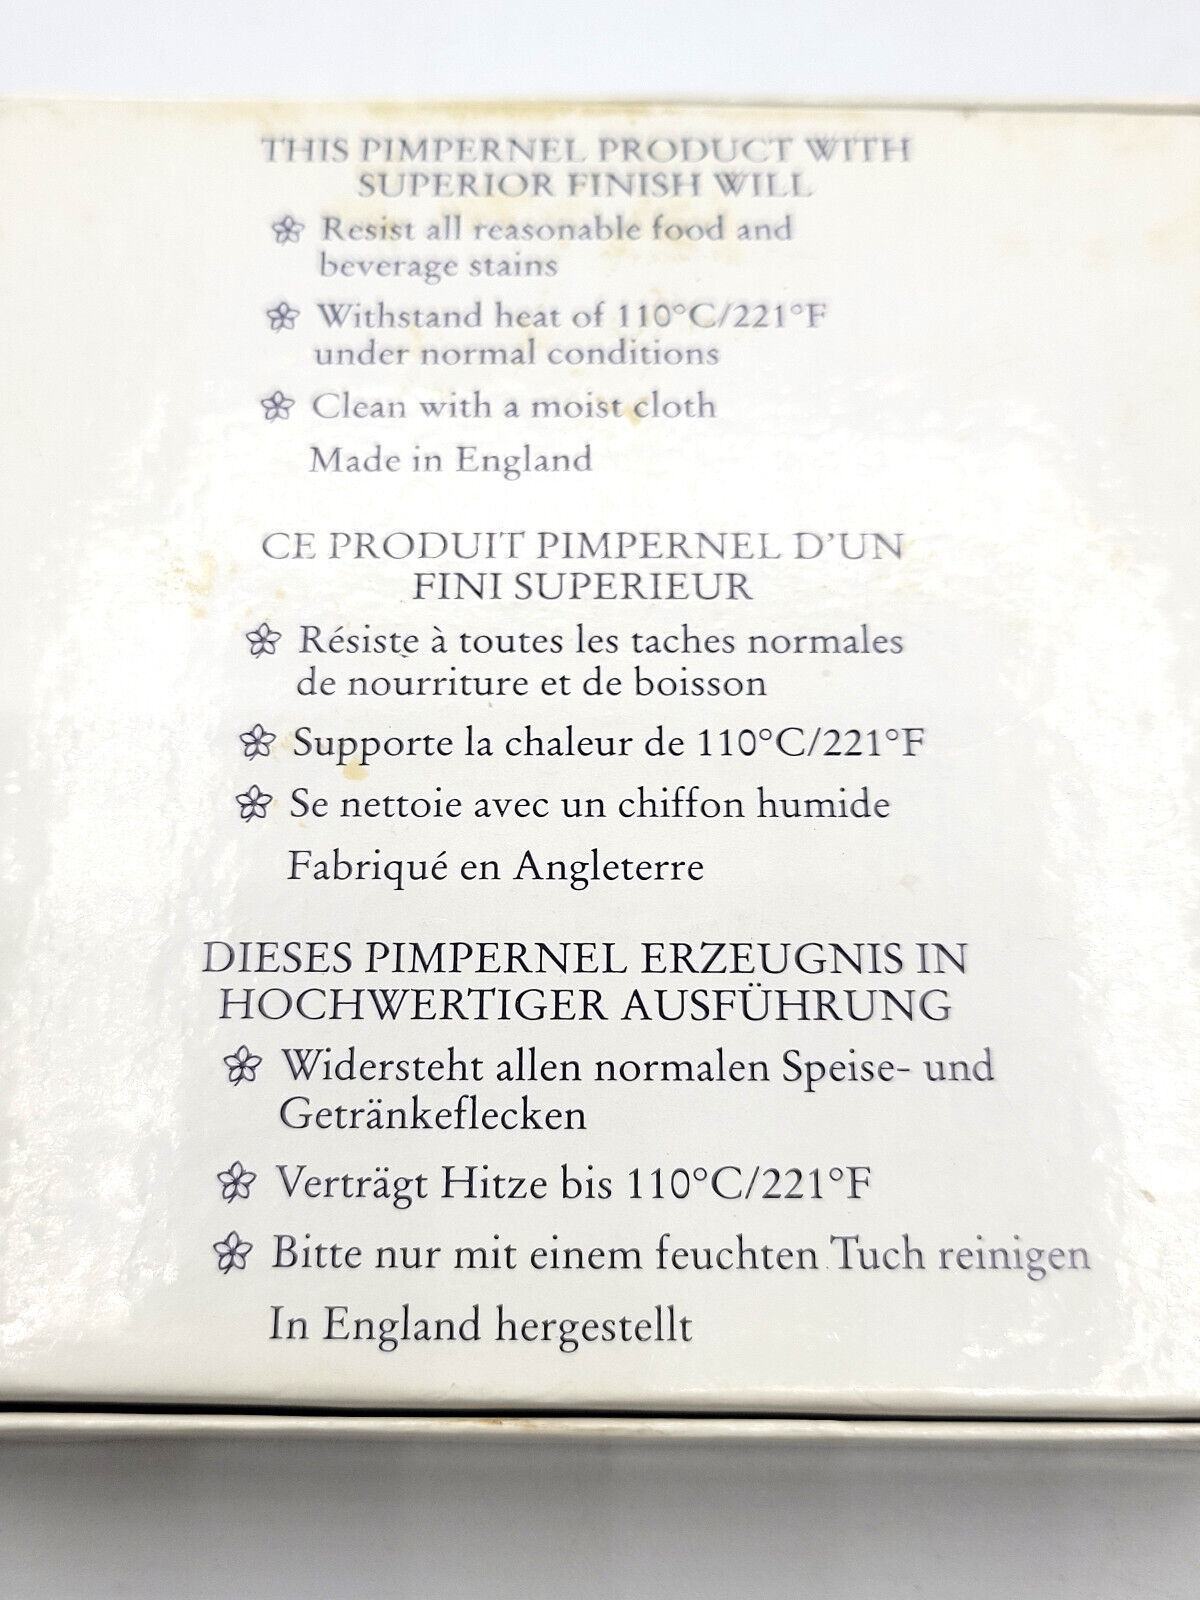 THIS PIMPERNEL PRODUCT WITH
SUPERIOR FINISH WILL
Resist all reasonable food and
beverage stains
Withstand heat of 110°C/221°F
under normal conditions
Clean with a moist cloth
Made in England
CE PRODUIT PIMPERNEL D'UN
FINI SUPERIEUR
Résiste à toutes les taches normales
de nourriture et de boisson
Supporte la chaleur de 110°C/221°F
Se nettoie avec un chiffon humide
Fabriqué en Angleterre
DIESES PIMPERNEL ERZEUGNIS IN
HOCHWERTIGER AUSFÜHRUNG
Widersteht allen normalen Speise- und
Getränkeflecken
Verträgt Hitze bis 110°C/221°F
Bitte nur mit einem feuchten Tuch reinigen
In England hergestellt